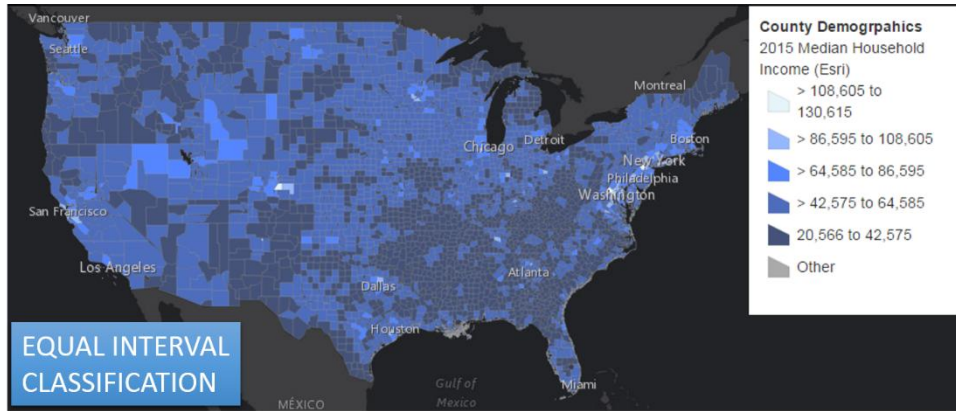 Vancouver
Seattle
Montreal
Chicago
Detroit
Boston
New York
Philadelphia
Washington
San Francisco
Los Angeles
Atlanta
Dallas
Houston
Miami
Gulf of
Mexico
MÉXICO
EQUAL INTERVAL
CLASSIFICATION
County Demogrpahics
2015 Median Household
Income (Esri)
> 108,605 to
130,615
> 86,595 to 108,605
> 64,585 to 86,595
> 42,575 to 64,585
20,566 to 42,575
Other